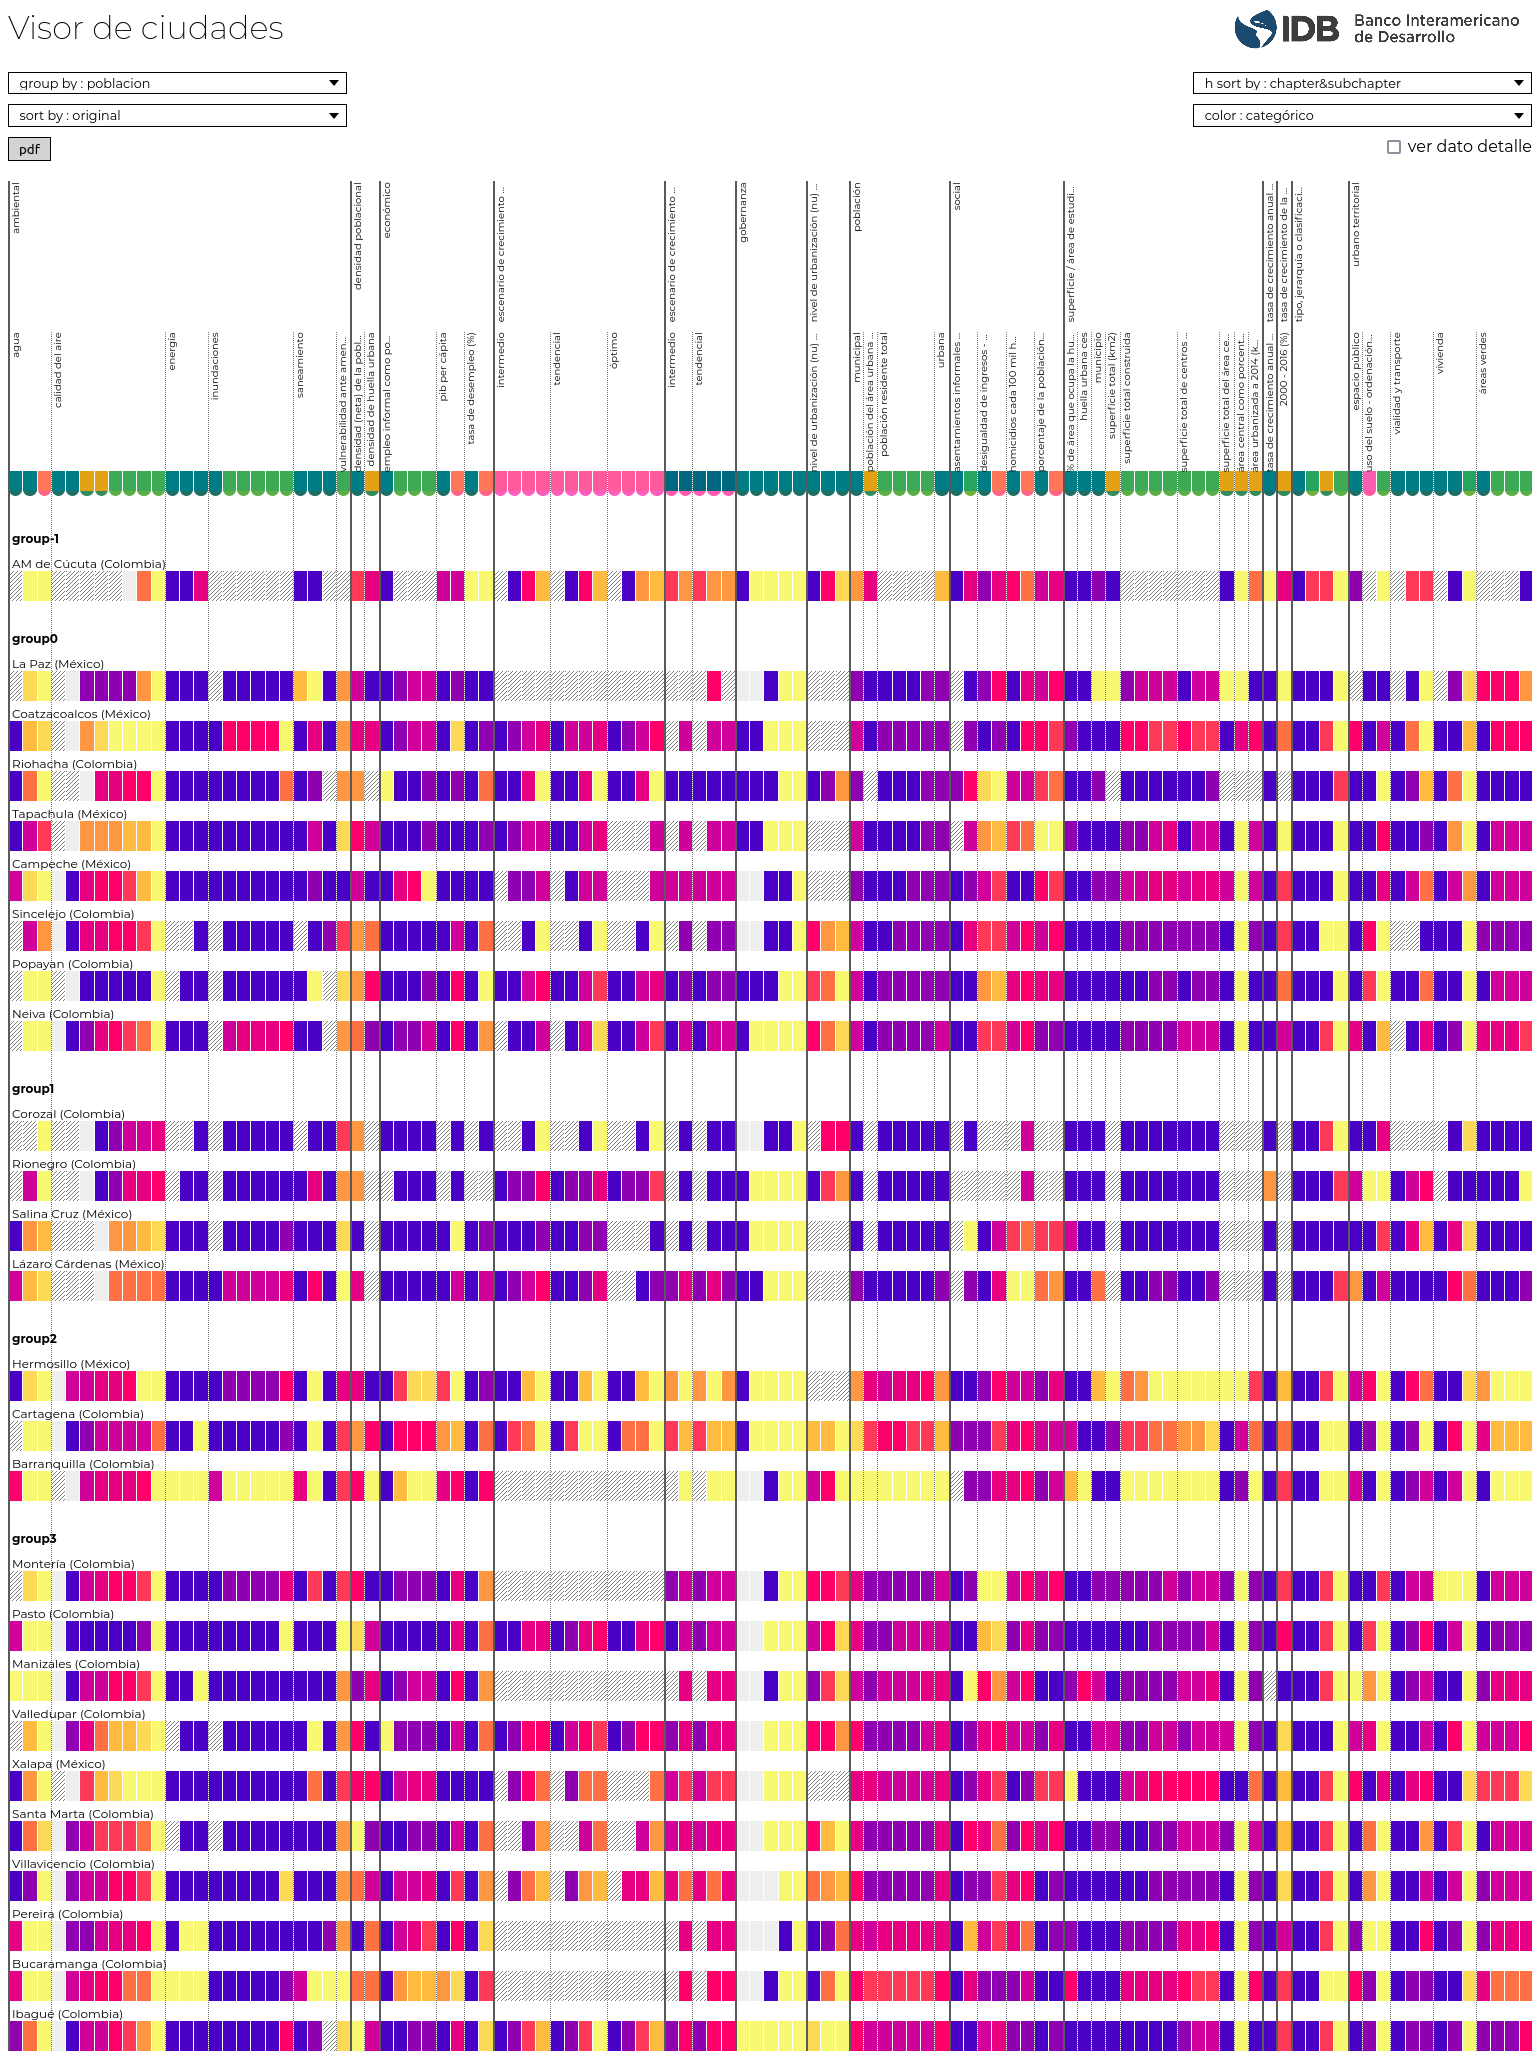 Visor de ciudades
IDB
Banco Interamericano
de Desarrollo
group by : poblacion
h sort by : chapter&subchapter
sort by : original
color : categórico
pdf
ver dato detalle
ambiental
densidad poblacional
económico
escenario de crecimiento ...
escenario de crecimiento ...
gobernanza
nivel de urbanización (nu) ...
población
social
superficie / área de estudi...
tasa de crecimiento anual ...
tasa de crecimiento de la ...
tipo, jerarquía o clasificaci...
urbano territorial
agua
calidad del aire
energía
inundaciones
saneamiento
vulnerabilidad ante amen...
densidad (neta) de la pobl...
densidad de huella urbana
empleo informal como po...
pib per cápita
tasa de desempleo (%)
intermedio
tendencial
óptimo
intermedio
tendencial
nivel de urbanización (nu) ...
municipal
población del área urbana ...
población residente total
urbana
asentamientos informales ...
desigualdad de ingresos - ...
homicidios cada 100 mil h...
porcentaje de la población...
% de área que ocupa la hu...
huella urbana ces
municipio
superficie total (km2)
superficie total construida
superficie total de centros ...
superficie total del área ce...
área central como porcent...
área urbanizada a 2014 (k...
tasa de crecimiento anual ...
2000 - 2016 (%)
espacio público
uso del suelo - ordenación...
vialidad y transporte
vivienda
áreas verdes
group-1
AM de Cúcuta (Colombia)
group0
La Paz (México)
Coatzacoalcos (México)
Riohacha (Colombia)
Tapachula (México)
Campeche (México)
Sincelejo (Colombia)
Popayan (Colombia)
Neiva (Colombia)
group1
Corozal (Colombia)
Rionegro (Colombia)
Salina Cruz (México)
Lázaro Cárdenas (México)
group2
Hermosillo (México)
Cartagena (Colombia)
Barranquilla (Colombia)
group3
Montería (Colombia)
Pasto (Colombia)
Manizales (Colombia)
Valledupar (Colombia)
Xalapa (México)
Santa Marta (Colombia)
Villavicencio (Colombia)
Pereira (Colombia)
Bucaramanga (Colombia)
Ibagué (Colombia)